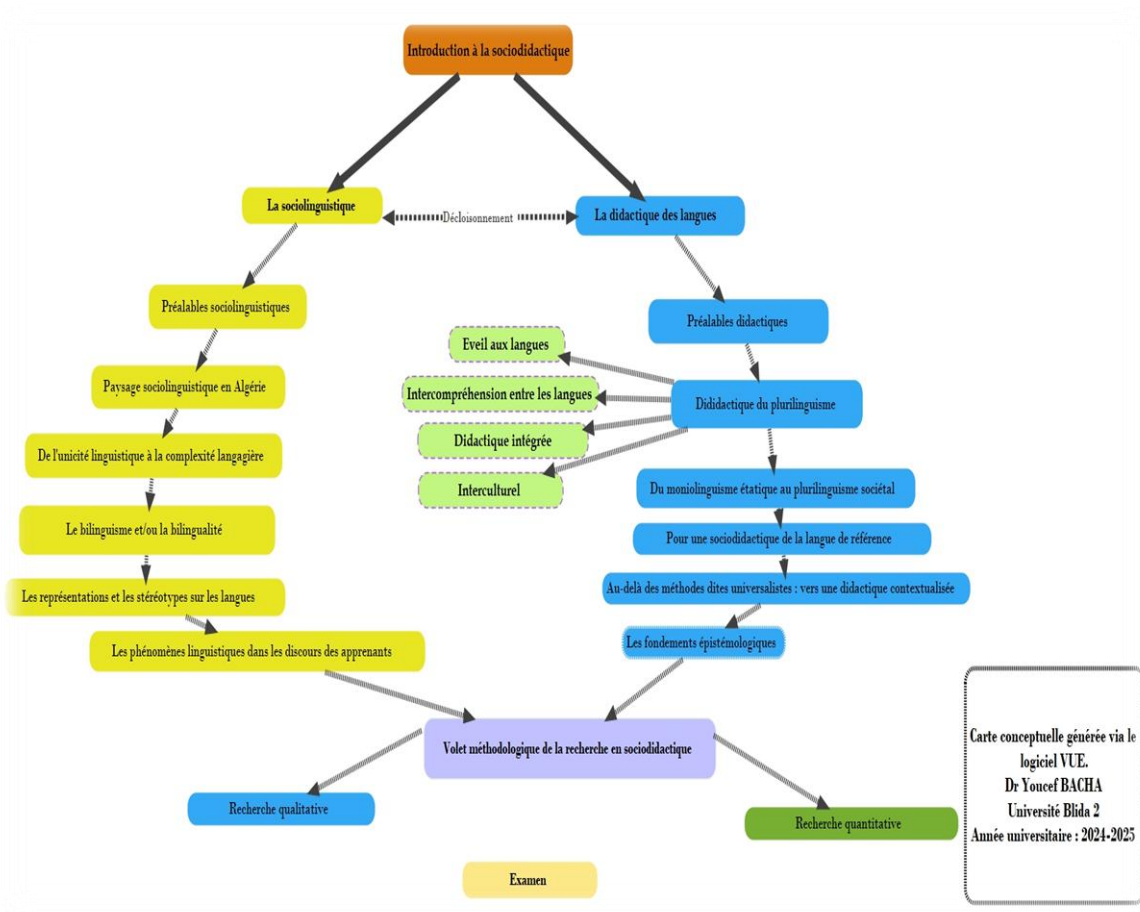 Introduction à la sociodidactique
La sociolinguistique
Décloisonnement
La didactique des langues
Préalables sociolinguistiques
Préalables didactiques
Eveil aux langues
Paysage sociolinguistique en Algérie
Intercompréhension entre les langues
Dididactique du plurilinguisme
Didactique intégrée
De l'unicité linguistique à la complexité langagière
Interculturel
Du moniolinguisme étatique au plurilinguisme sociétal
Le bilinguisme et/ou la bilingualité
Pour une sociodidactique de la langue de référence
Les représentations et les stéréotypes sur les langues
Au-delà des méthodes dites universalistes : vers une didactique contextualisée
Les phénomènes linguistiques dans les discours des apprenants
Les fondements épistémologiques
Volet méthodologique de la recherche en sociodidactique
Recherche qualitative
Recherche quantitative
Examen
Carte conceptuelle générée via le
logiciel VUE.
Dr Youcef BACHA
Université Blida 2
Année universitaire : 2024-2025